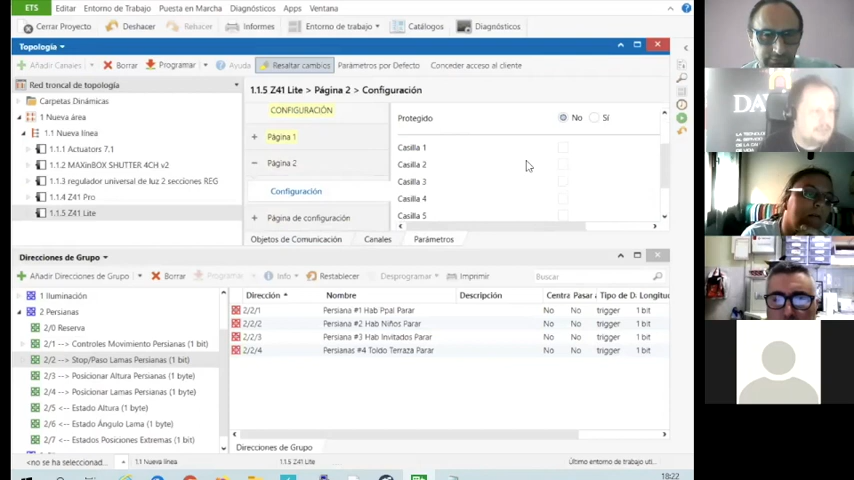 ETS Editar Entorno de Trabajo Puesta en Marcha Diagnósticos Apps Ventana
Cerrar Proyecto Deshacer Rehacer Informes Entorno de trabajo Catálogos Diagnósticos
Topología
Añadir Canales Borrar Programar Ayuda Resaltar cambios Parámetros por Defecto Conceder acceso al cliente
Red troncal de topología
Carpetas Dinámicas
1 Nueva área
1.1 Nueva línea
1.1.1 Actuators 7.1
1.1.2 MAXinBOX SHUTTER 4CH v2
1.1.3 regulador universal de luz 2 secciones REG
1.1.4 Z41 Pro
1.1.5 Z41 Lite
1.1.5 Z41 Lite > Página 2 > Configuración
CONFIGURACIÓN
Página 1
Página 2
Configuración
Página de configuración
Protegido No Sí
Casilla 1
Casilla 2
Casilla 3
Casilla 4
Casilla 5
Objetos de Comunicación Canales Parámetros
Direcciones de Grupo
Añadir Direcciones de Grupo Borrar Programar Info Restablecer Desprogramar Imprimir Buscar
1 Iluminación
2 Persianas
2/0 Reserva
2/1 --> Controles Movimiento Persianas (1 bit)
2/2 --> Stop/Paso Lamas Persianas (1 bit)
2/3 --> Posicionar Altura Persianas (1 byte)
2/4 --> Posicionar Lamas Persianas (1 byte)
2/5 <-- Estado Altura (1 byte)
2/6 <-- Estado Ángulo Lama (1 byte)
2/7 <-- Estados Posiciones Extremas (1 bit)
Dirección Nombre Descripción Centra Pasar Tipo de D Longitud
2/2/1 Persiana #1 Hab Ppal Parar No No trigger 1 bit
2/2/2 Persiana #2 Hab Niños Parar No No trigger 1 bit
2/2/3 Persiana #3 Hab Invitados Parar No No trigger 1 bit
2/2/4 Persianas #4 Toldo Terraza Parar No No trigger 1 bit
Direcciones de Grupo
<no se ha seleccionad... 1.1 Nueva línea 1.1.5 Z41 Lite Último entorno de trabajo uti...
18:22